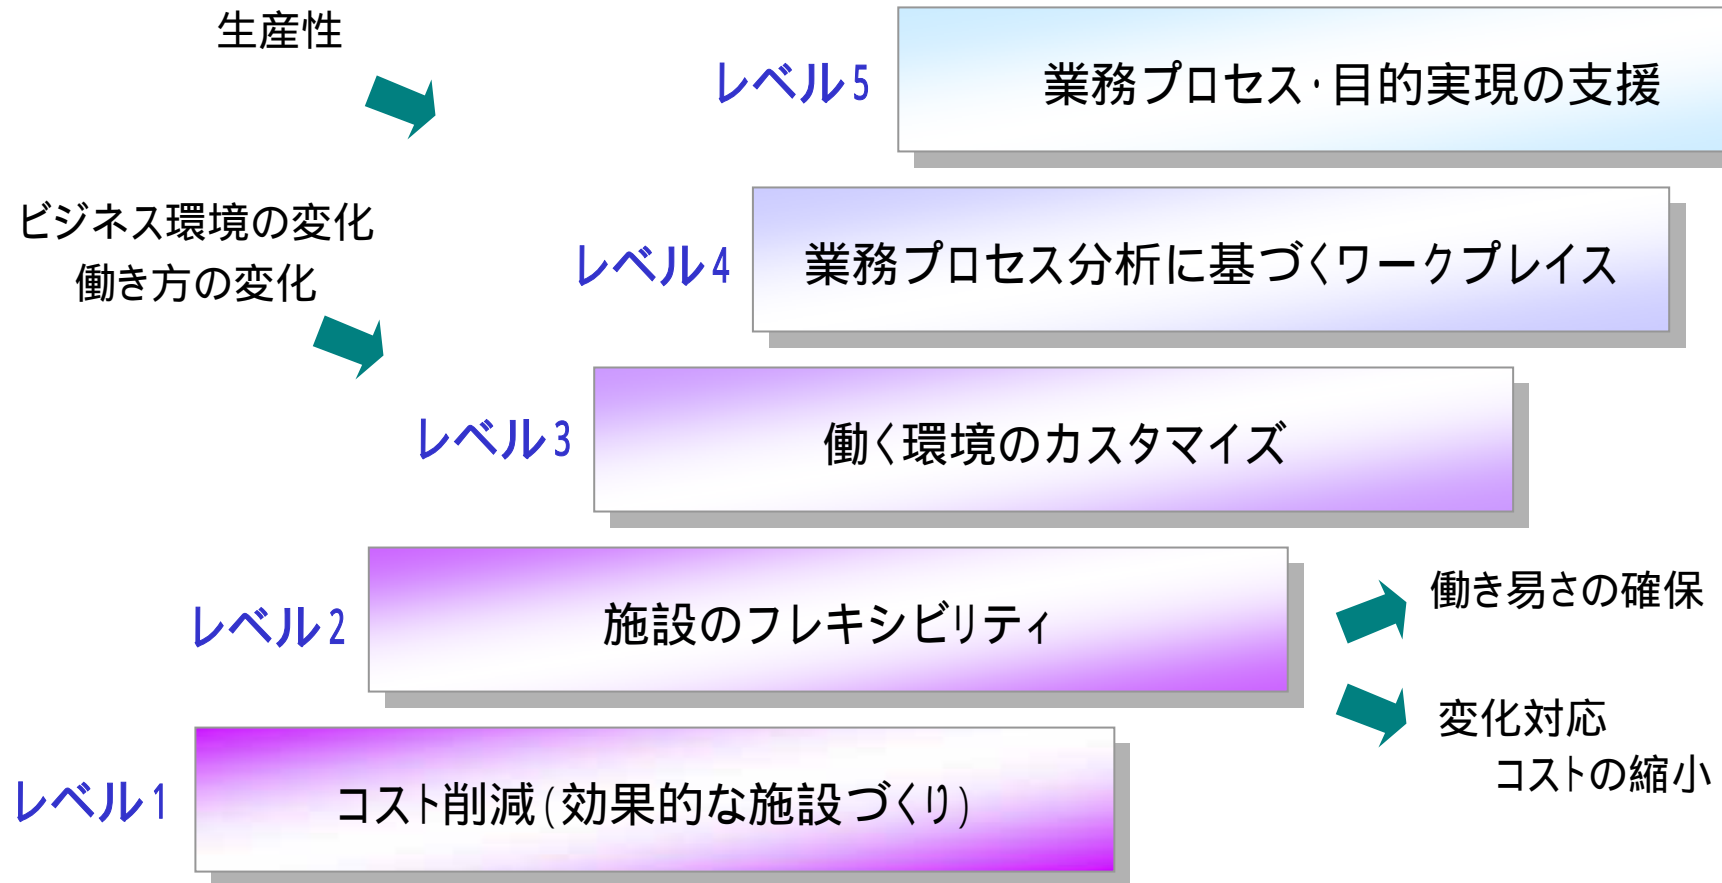 生産性
レベル5
業務プロセス・目的実現の支援
ビジネス環境の変化
働き方の変化
レベル4
業務プロセス分析に基づくワークプレイス
レベル3
働く環境のカスタマイズ
レベル2
施設のフレキシビリティ
働き易さの確保
変化対応
コストの縮小
レベル1
コスト削減(効果的な施設づくり)